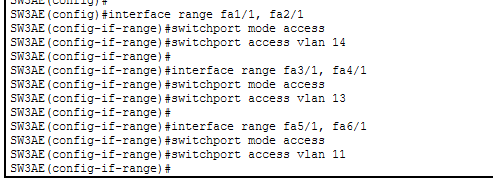 SW3AE(config)#
SW3AE(config)#interface range fa1/1, fa2/1
SW3AE(config-if-range)#switchport mode access
SW3AE(config-if-range)#switchport access vlan 14
SW3AE(config-if-range)#
SW3AE(config-if-range)#interface range fa3/1, fa4/1
SW3AE(config-if-range)#switchport mode access
SW3AE(config-if-range)#switchport access vlan 13
SW3AE(config-if-range)#
SW3AE(config-if-range)#interface range fa5/1, fa6/1
SW3AE(config-if-range)#switchport mode access
SW3AE(config-if-range)#switchport access vlan 11
SW3AE(config-if-range)#